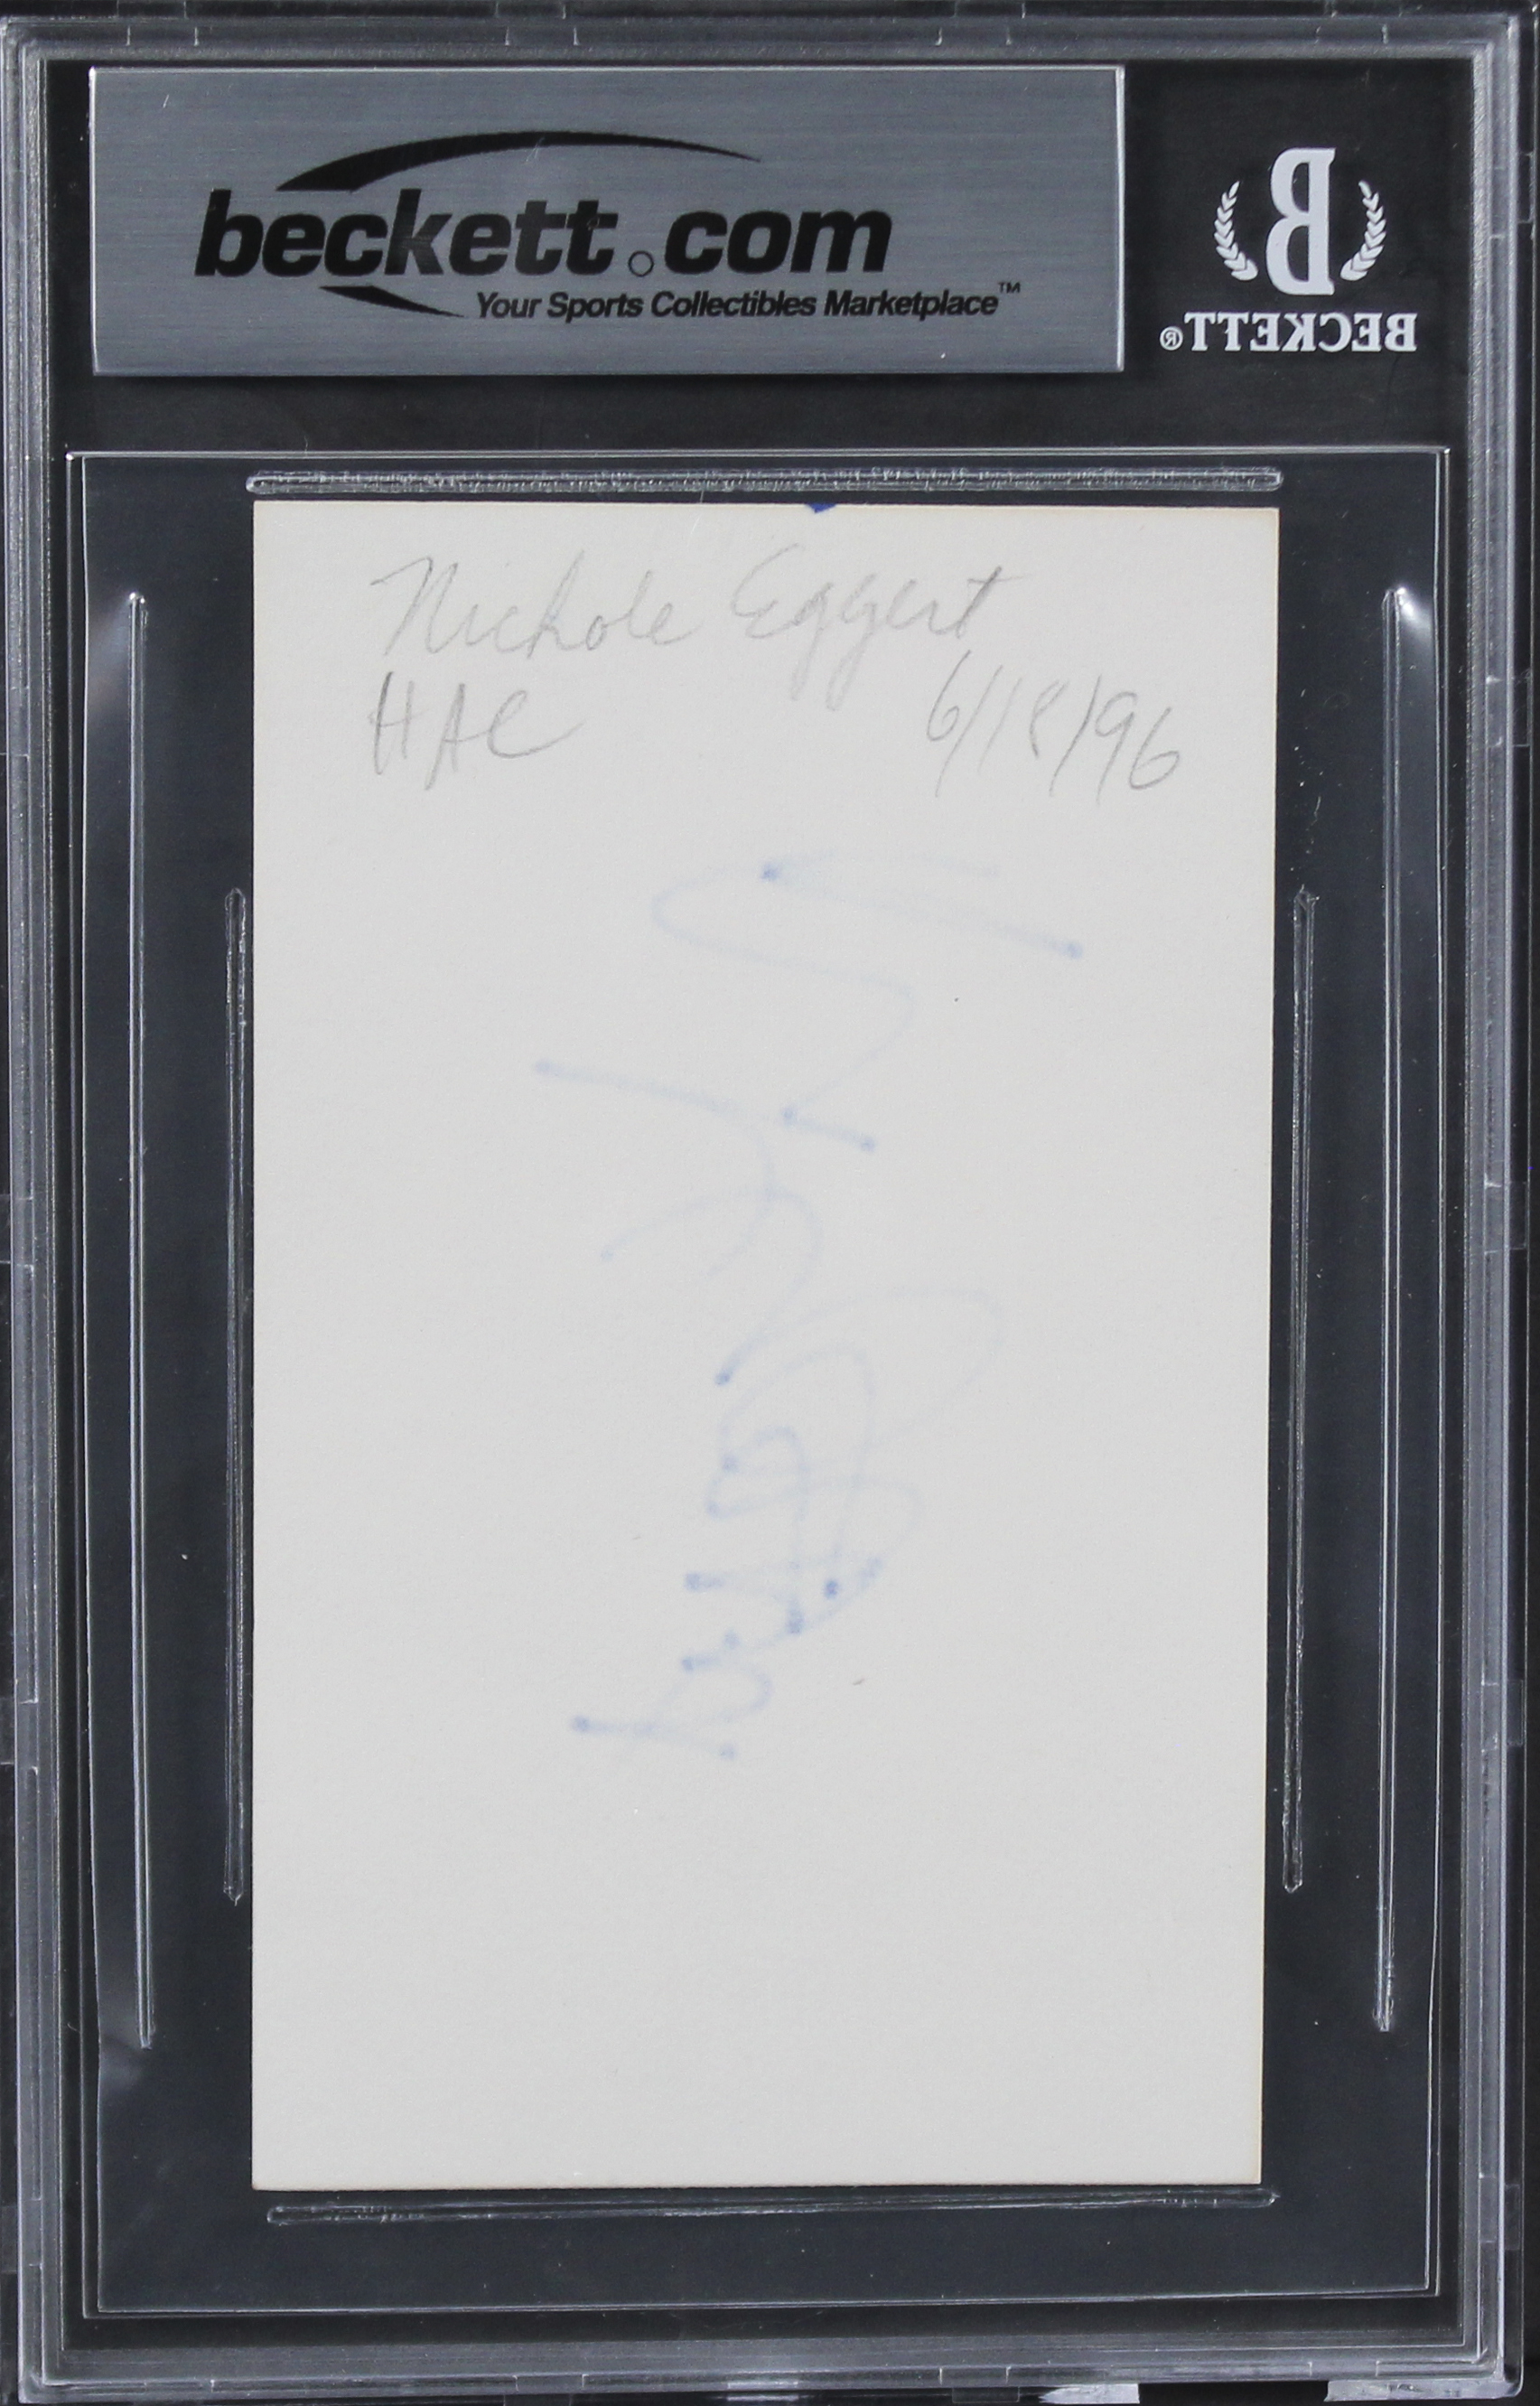 beckett.com
Your Sports Collectibles Marketplace™
B
BECKETT®
Nichole Eggert
HAC 6/18/96